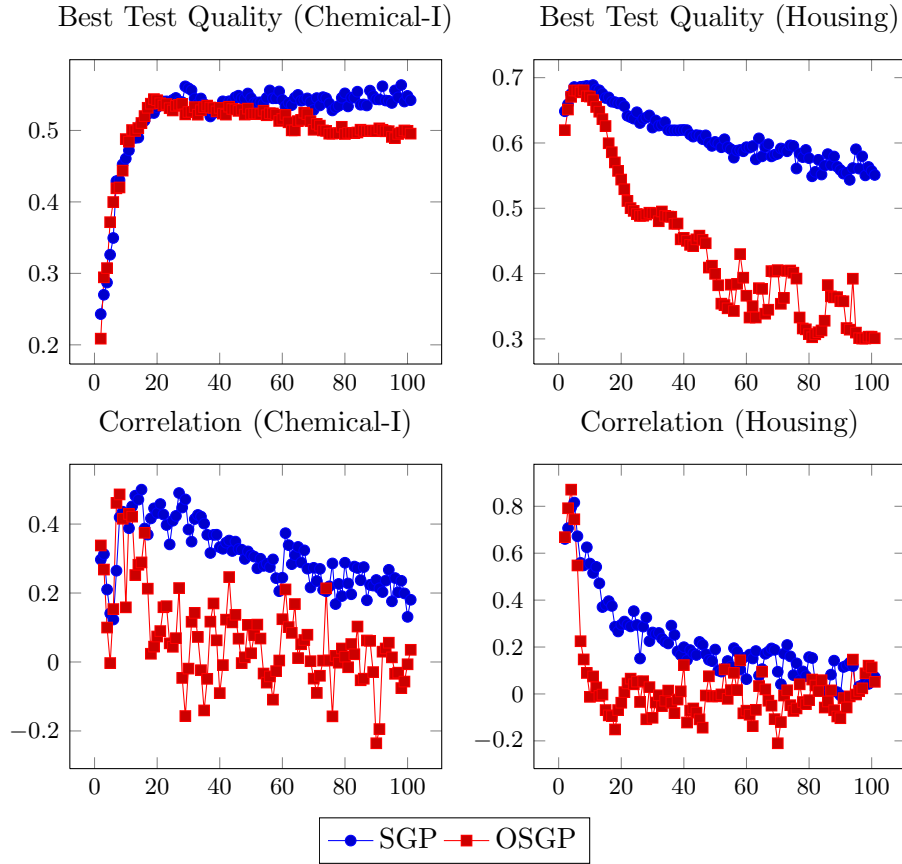 Best Test Quality (Chemical-I)
Best Test Quality (Housing)
0.5
0.4
0.3
0.2
0 20 40 60 80 100
0.7
0.6
0.5
0.4
0.3
0 20 40 60 80 100
Correlation (Chemical-I)
Correlation (Housing)
0.4
0.2
0
−0.2
0 20 40 60 80 100
0.8
0.6
0.4
0.2
0
−0.2
0 20 40 60 80 100
SGP OSGP